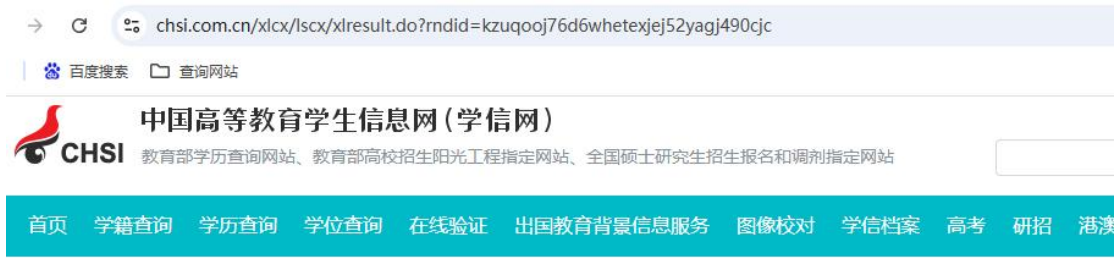 chsi.com.cn/xlcx/lscx/xlresult.do?rndid=kzuqooj76d6whetexjej52yagj490cjc
百度搜索 查询网站
中国高等教育学生信息网(学信网)
CHSI 教育部学历查询网站、教育部高校招生阳光工程指定网站、全国硕士研究生招生报名和调剂指定网站
首页 学籍查询 学历查询 学位查询 在线验证 出国教育背景信息服务 图像校对 学信档案 高考 研招 港澳